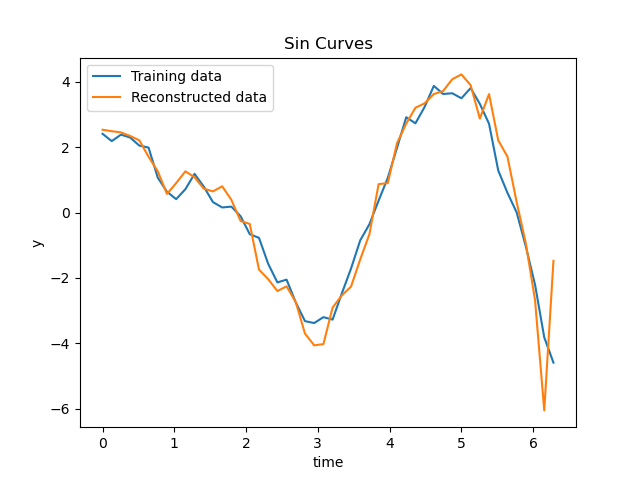 Sin Curves
Training data
Reconstructed data
4
2
0
−2
−4
−6
y
0 1 2 3 4 5 6
time